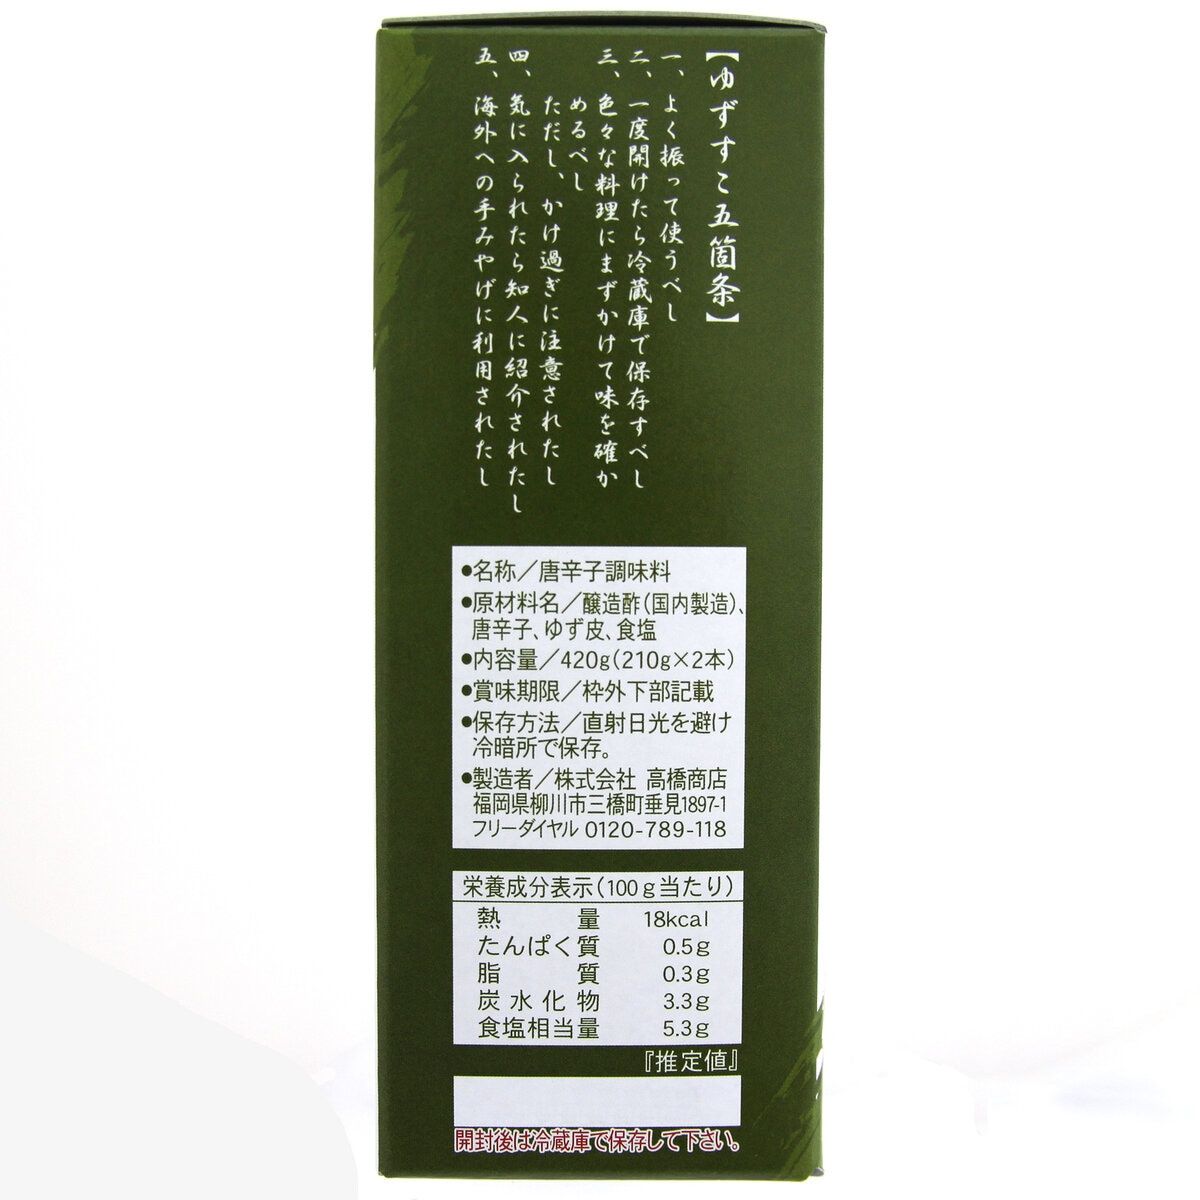 【ゆずすこ五箇条】
一、よく振って使うべし
二、一度開けたら冷蔵庫で保存すべし
三、色々な料理にまずかけて味を確か
めるべし
ただし、かけ過ぎに注意されたし
四、気に入られたら知人に紹介されたし
五、海外への手みやげに利用されたし
●名称／唐辛子調味料
●原材料名／醸造酢(国内製造)、
唐辛子、ゆず皮、食塩
●内容量／420g(210g×2本)
●賞味期限／枠外下部記載
●保存方法／直射日光を避け
冷暗所で保存。
●製造者／株式会社 高橋商店
福岡県柳川市三橋町垂見1897-1
フリーダイヤル 0120-789-118
栄養成分表示(100g当たり)
熱量 18kcal
たんぱく質 0.5g
脂質 0.3g
炭水化物 3.3g
食塩相当量 5.3g
『推定値』
開封後は冷蔵庫で保存して下さい。